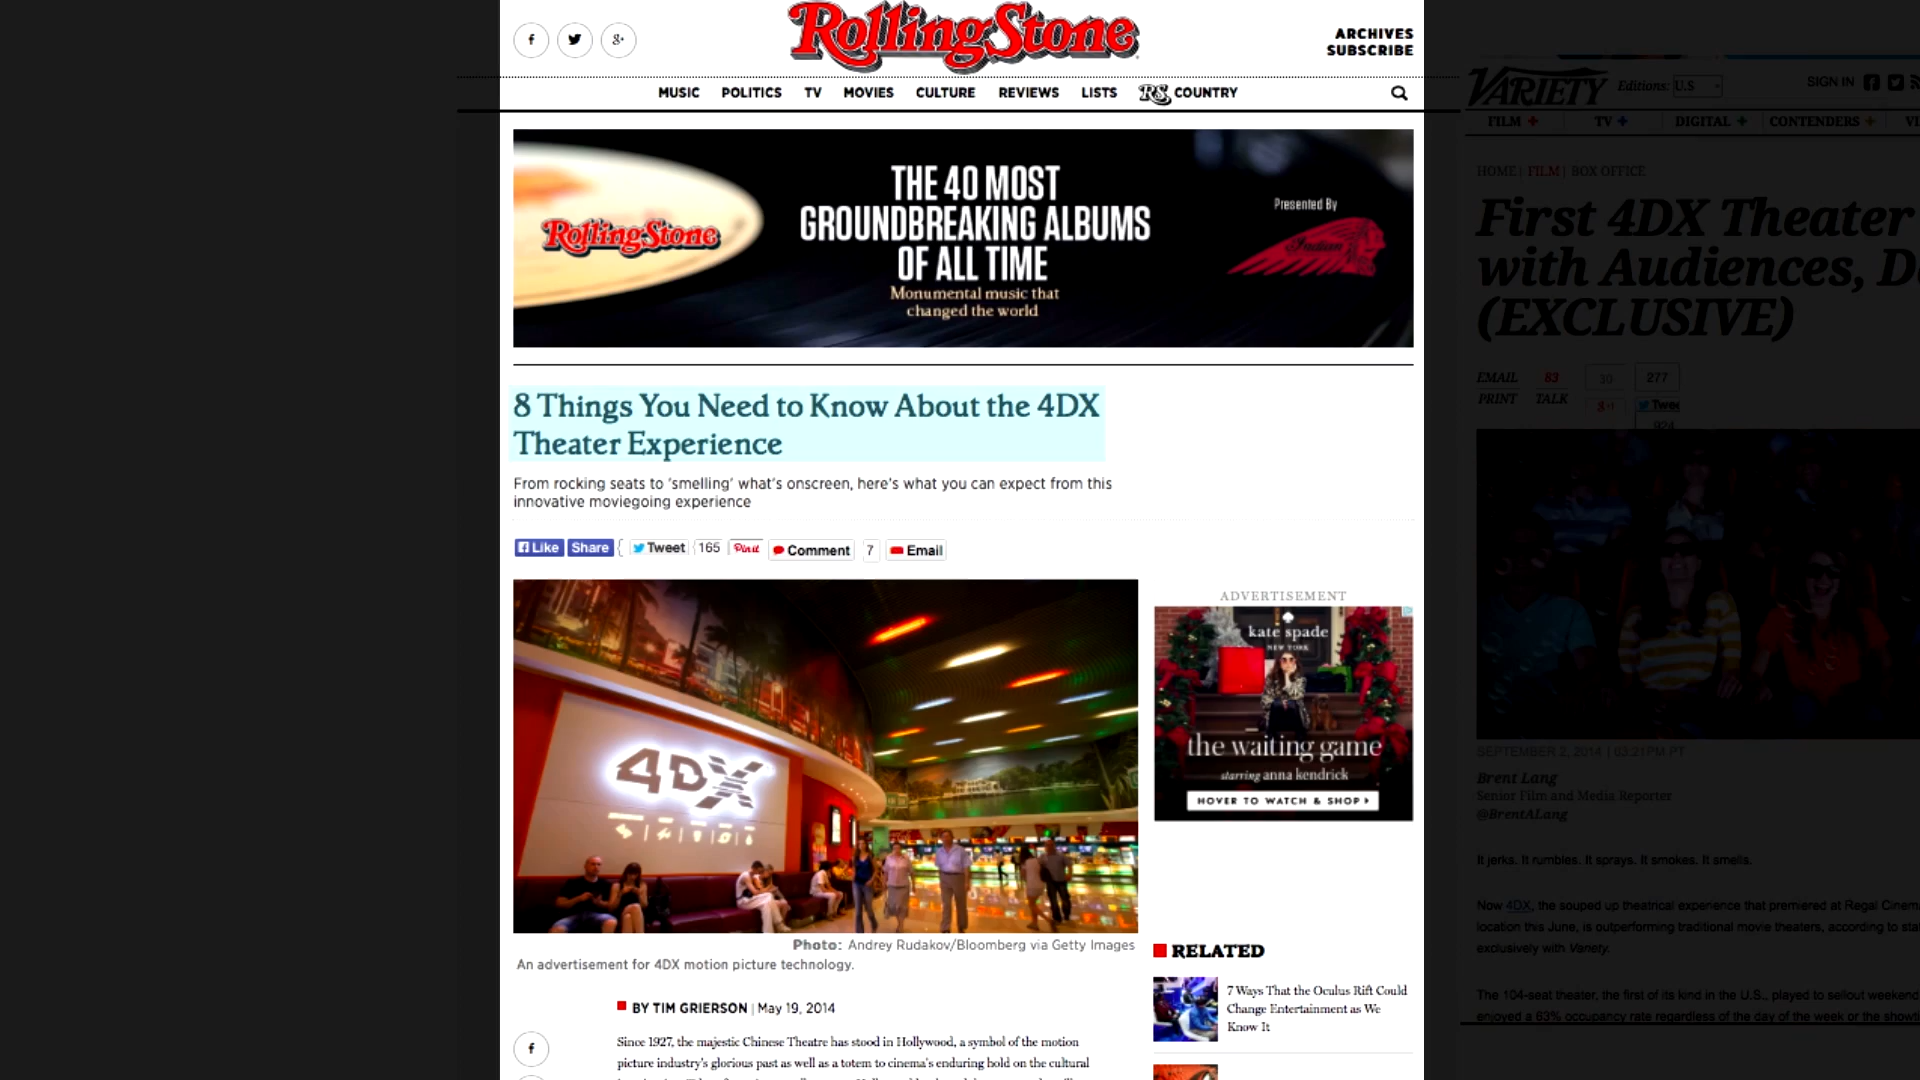 f
g+
RollingStone
ARCHIVES
SUBSCRIBE
MUSIC POLITICS TV MOVIES CULTURE REVIEWS LISTS RS COUNTRY
RollingStone
THE 40 MOST
GROUNDBREAKING ALBUMS
OF ALL TIME
Monumental music that
changed the world
Presented By
Indian
8 Things You Need to Know About the 4DX
Theater Experience
From rocking seats to 'smelling' what's onscreen, here's what you can expect from this
innovative moviegoing experience
Like Share Tweet 165 Pin it Comment 7 Email
4DX
Photo: Andrey Rudakov/Bloomberg via Getty Images
An advertisement for 4DX motion picture technology.
BY TIM GRIERSON | May 19, 2014
f
Since 1927, the majestic Chinese Theatre has stood in Hollywood, a symbol of the motion
picture industry's glorious past as well as a totem to cinema's enduring hold on the cultural
ADVERTISEMENT
kate spade
NEW YORK
the waiting game
starring anna kendrick
HOVER TO WATCH & SHOP
RELATED
7 Ways That the Oculus Rift Could
Change Entertainment as We
Know It
VARIETY Editions: U.S SIGN IN
FILM + TV + DIGITAL + CONTENDERS +
HOME | FILM | BOX OFFICE
First 4DX Theater
with Audiences,
(EXCLUSIVE)
EMAIL 83 30 277
PRINT TALK g+1 Twee
924
SEPTEMBER 2, 2014 | 03:21PM PT
Brent Lang
Senior Film and Media Reporter
@BrentALang
It jerks. It rumbles. It sprays. It smokes. It smells.
Now 4DX, the souped up theatrical experience that premiered at Regal Cinema
location this June, is outperforming traditional movie theaters, according to sta
exclusively with Variety.
The 104-seat theater, the first of its kind in the U.S., played to sellout weekend
enjoyed a 63% occupancy rate regardless of the day of the week or the showti